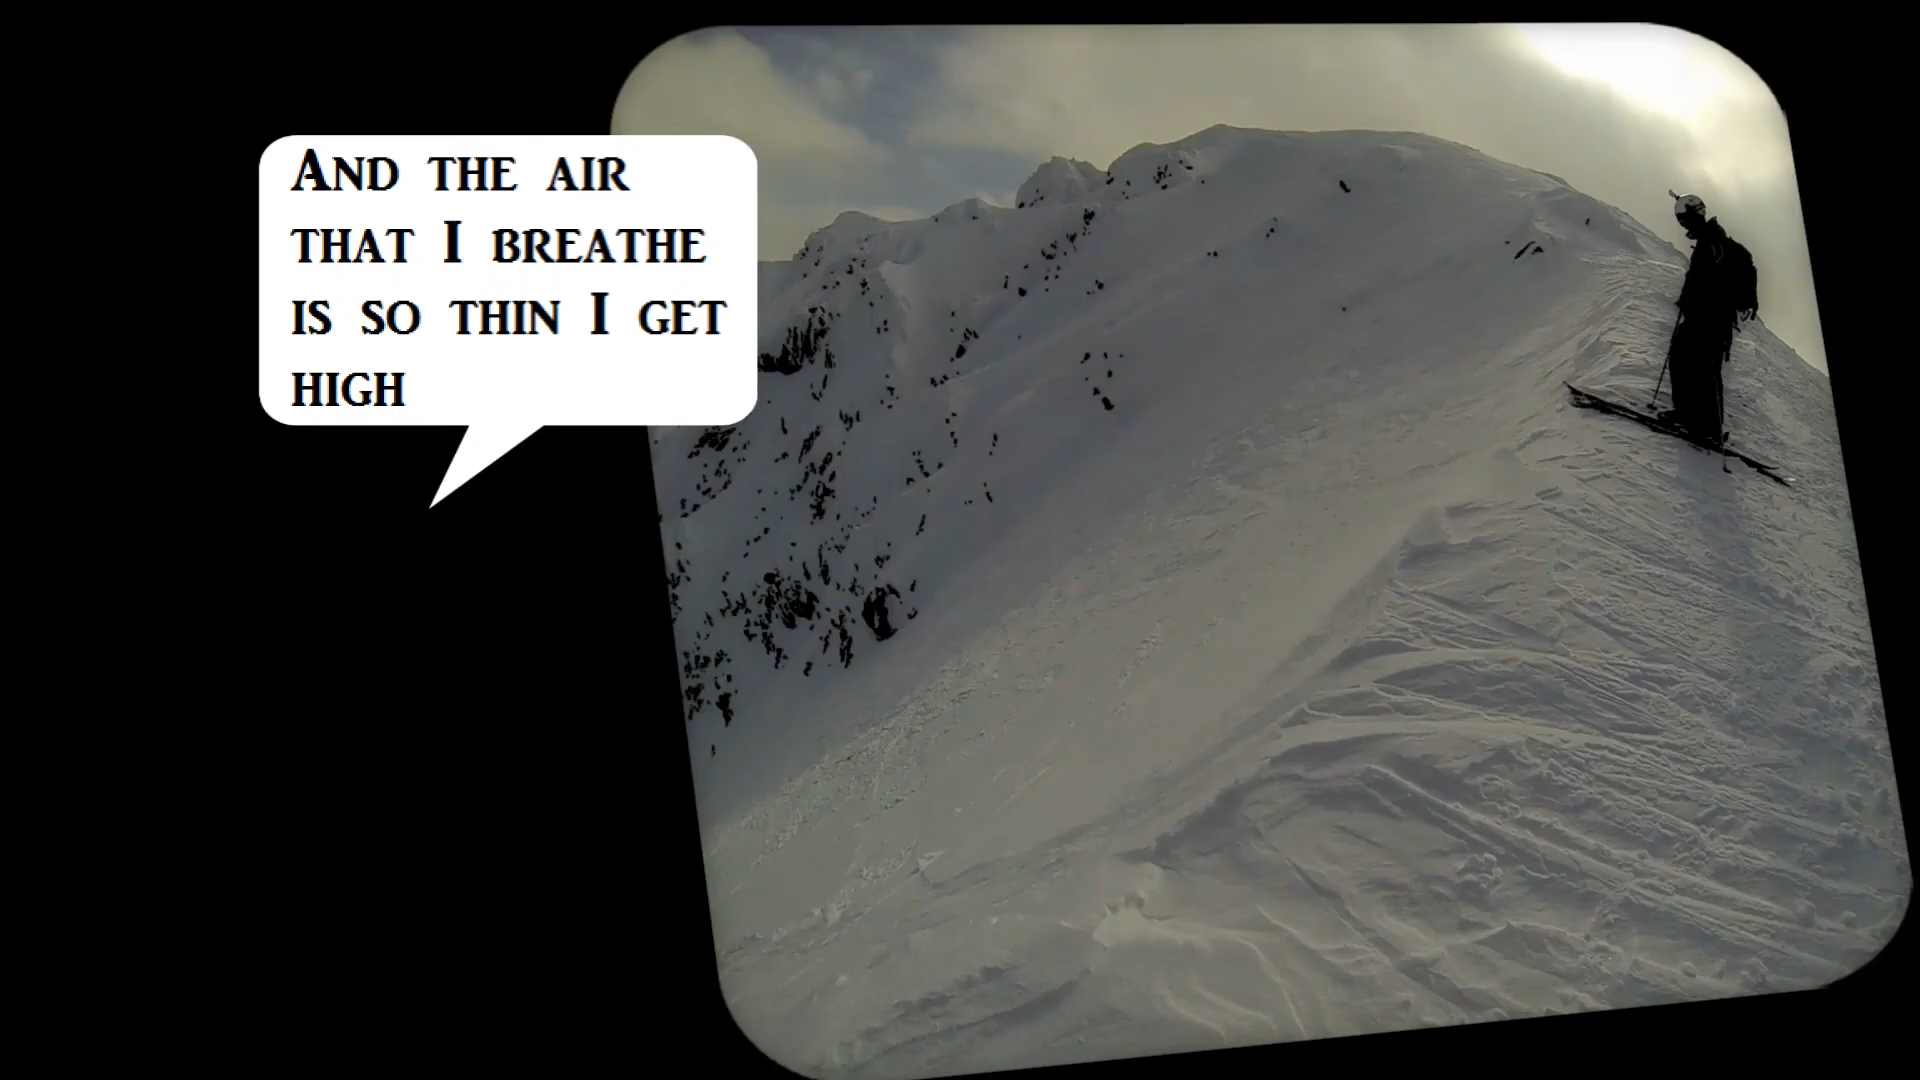 And the air
that I breathe
is so thin I get
high